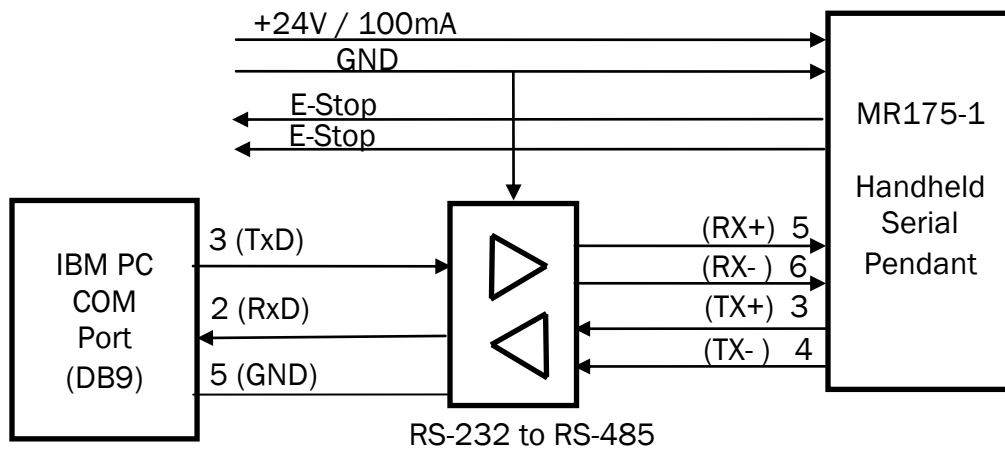 +24V / 100mA
GND
E-Stop
E-Stop
MR175-1
Handheld
Serial
Pendant
IBM PC
COM
Port
(DB9)
3 (TxD)
2 (RxD)
5 (GND)
(RX+) 5
(RX- ) 6
(TX+) 3
(TX- ) 4
RS-232 to RS-485